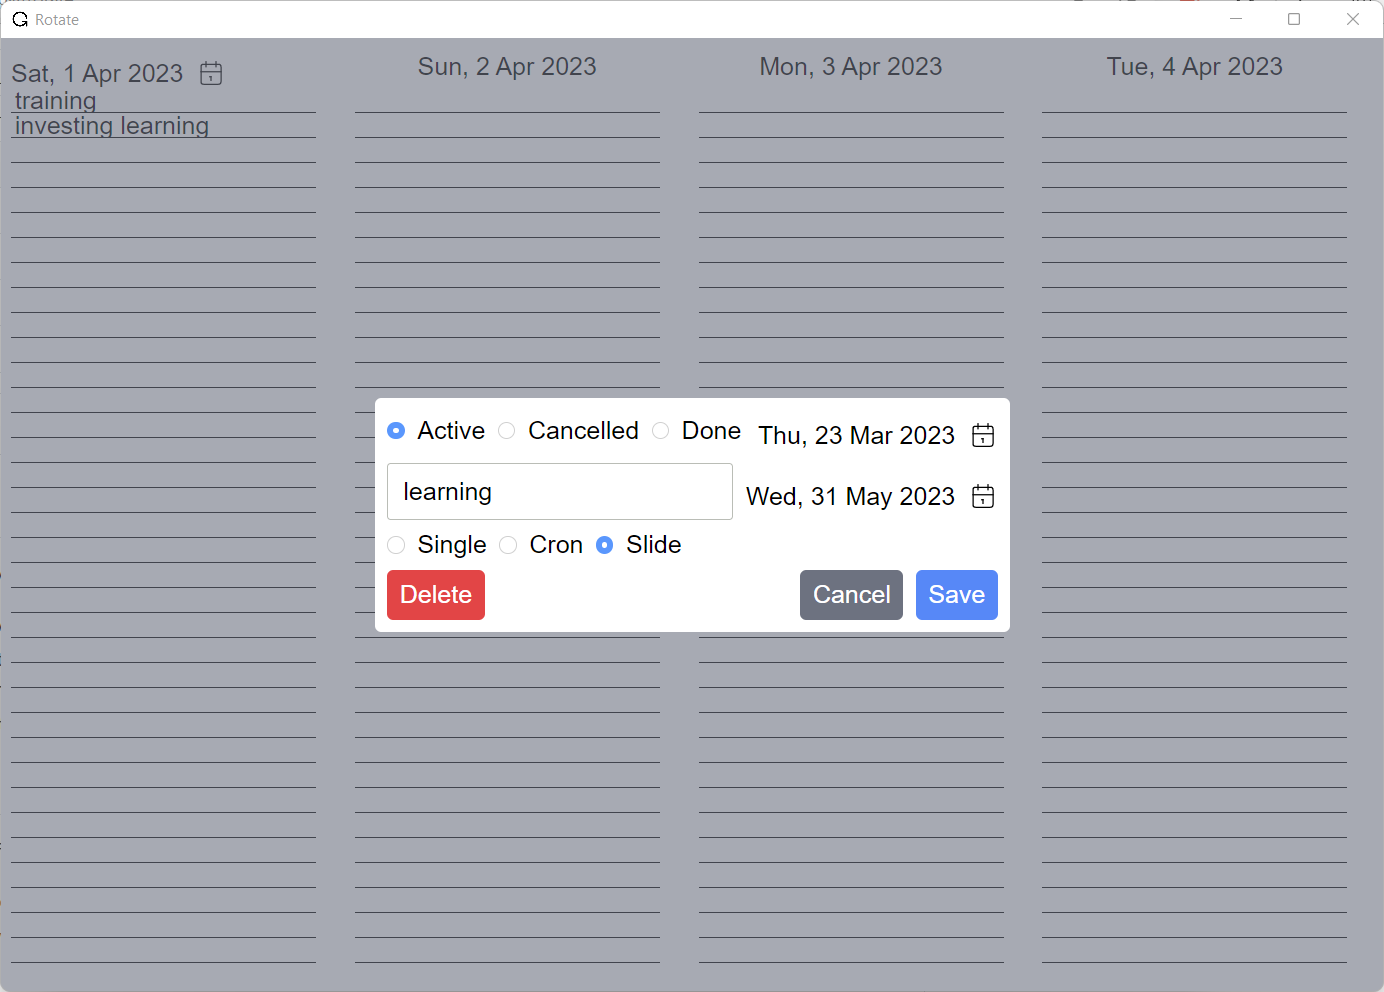 Rotate
Sat, 1 Apr 2023
Sun, 2 Apr 2023
Mon, 3 Apr 2023
Tue, 4 Apr 2023
training
investing learning
Active Cancelled Done Thu, 23 Mar 2023
learning Wed, 31 May 2023
Single Cron Slide
Delete Cancel Save